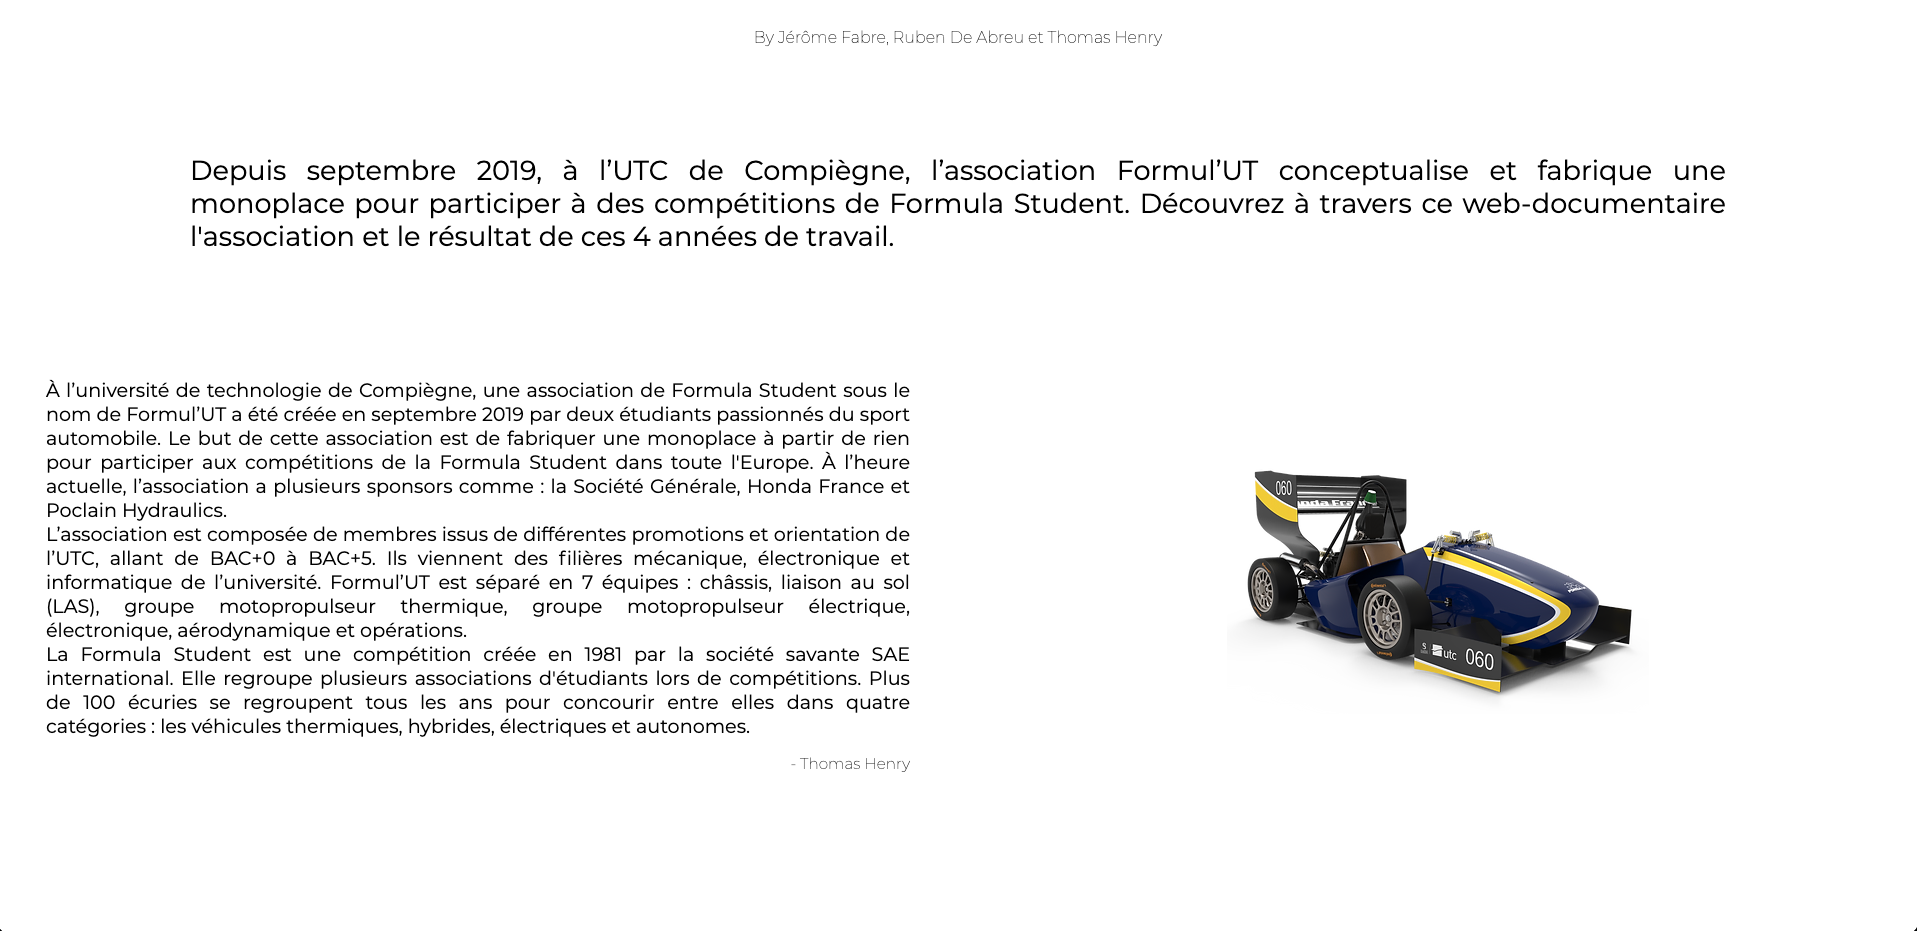 By Jérôme Fabre, Ruben De Abreu et Thomas Henry
Depuis septembre 2019, à l’UTC de Compiègne, l’association Formul’UT conceptualise et fabrique une
monoplace pour participer à des compétitions de Formula Student. Découvrez à travers ce web-documentaire
l'association et le résultat de ces 4 années de travail.
À l’université de technologie de Compiègne, une association de Formula Student sous le
nom de Formul’UT a été créée en septembre 2019 par deux étudiants passionnés du sport
automobile. Le but de cette association est de fabriquer une monoplace à partir de rien
pour participer aux compétitions de la Formula Student dans toute l'Europe. À l’heure
actuelle, l’association a plusieurs sponsors comme : la Société Générale, Honda France et
Poclain Hydraulics.
L’association est composée de membres issus de différentes promotions et orientation de
l’UTC, allant de BAC+0 à BAC+5. Ils viennent des filières mécanique, électronique et
informatique de l’université. Formul’UT est séparé en 7 équipes : châssis, liaison au sol
(LAS), groupe motopropulseur thermique, groupe motopropulseur électrique,
électronique, aérodynamique et opérations.
La Formula Student est une compétition créée en 1981 par la société savante SAE
international. Elle regroupe plusieurs associations d'étudiants lors de compétitions. Plus
de 100 écuries se regroupent tous les ans pour concourir entre elles dans quatre
catégories : les véhicules thermiques, hybrides, électriques et autonomes.
- Thomas Henry
060
utc 060